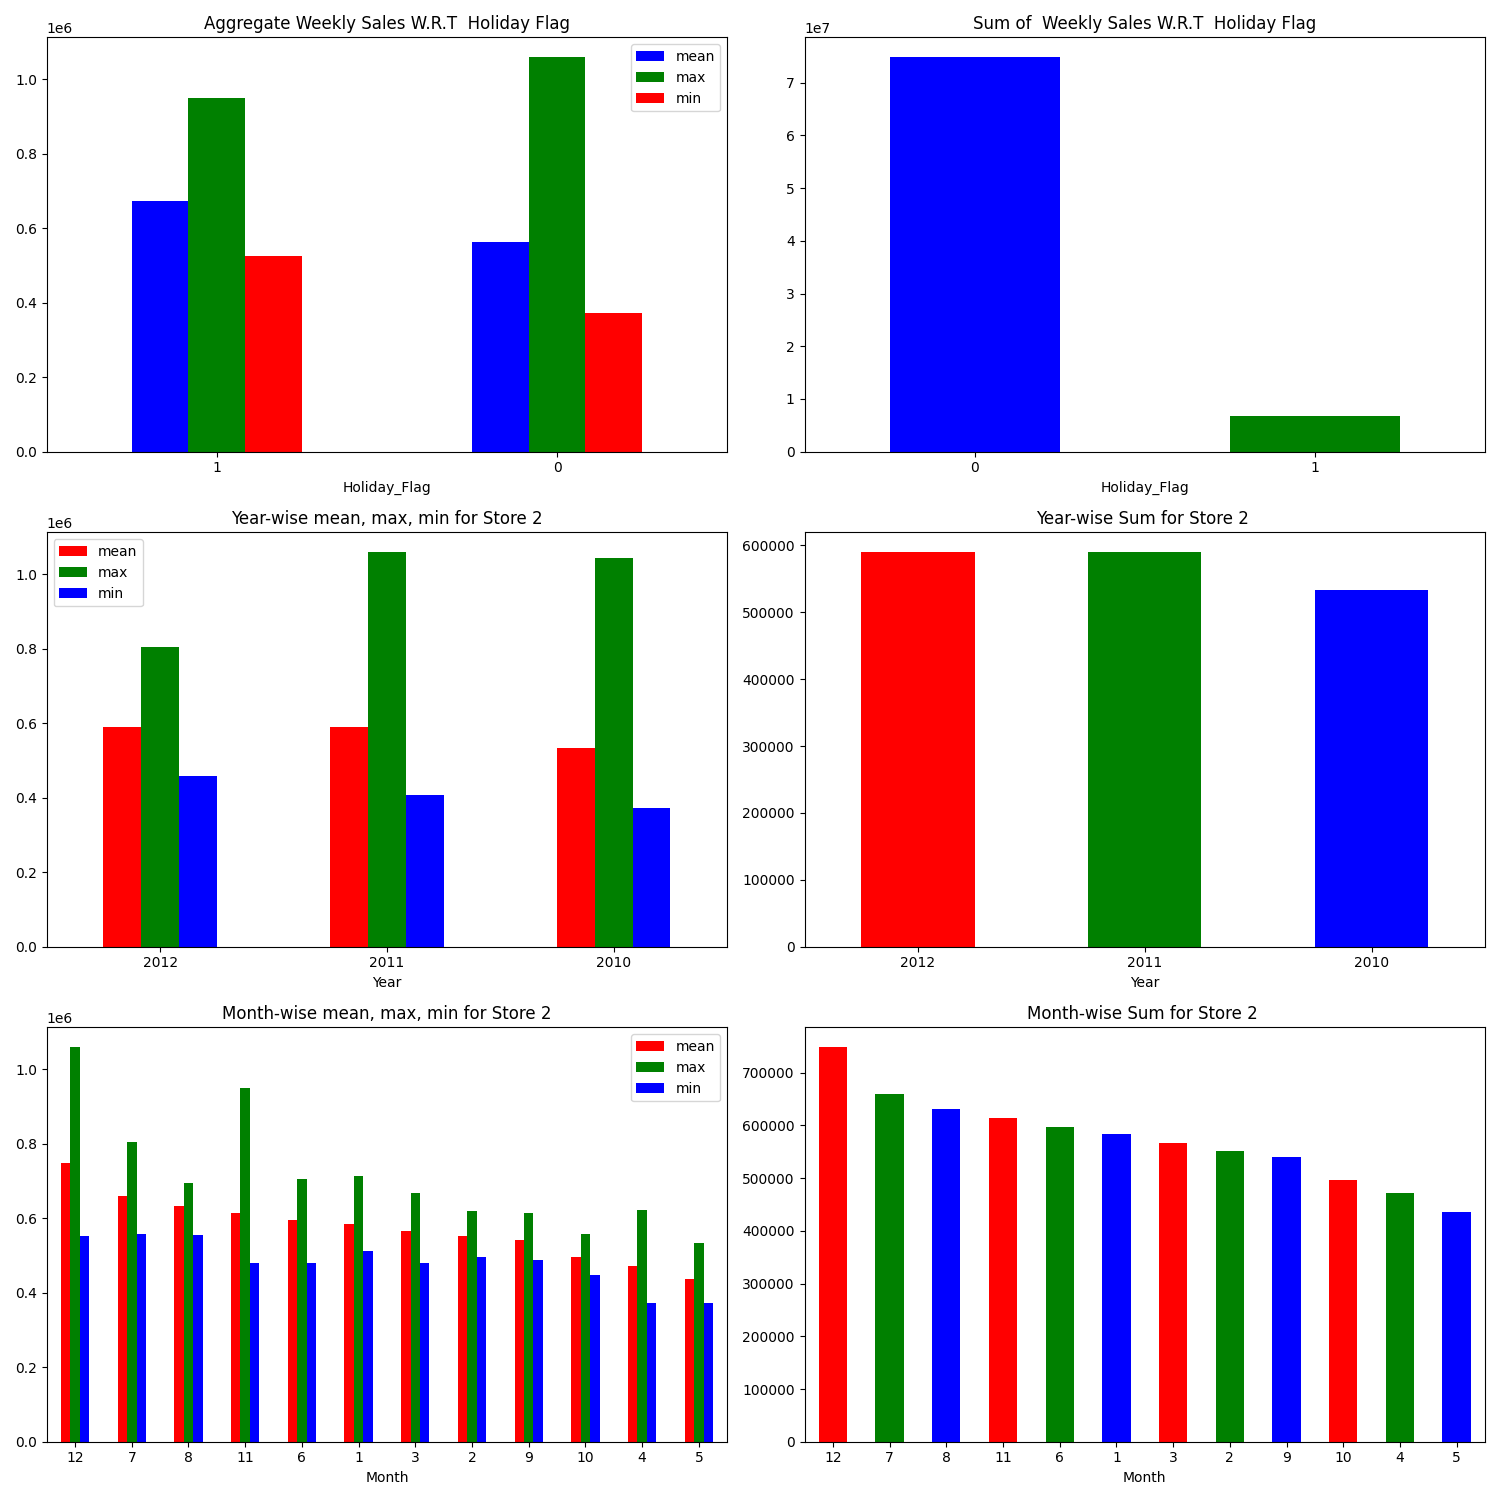 Aggregate Weekly Sales W.R.T  Holiday Flag
1e6
mean
max
min
1.0
0.8
0.6
0.4
0.2
0.0
1 0
Holiday_Flag
Sum of  Weekly Sales W.R.T  Holiday Flag
1e7
7
6
5
4
3
2
1
0
0 1
Holiday_Flag
Year-wise mean, max, min for Store 2
1e6
mean
max
min
1.0
0.8
0.6
0.4
0.2
0.0
2012 2011 2010
Year
Year-wise Sum for Store 2
600000
500000
400000
300000
200000
100000
0
2012 2011 2010
Year
Month-wise mean, max, min for Store 2
1e6
mean
max
min
1.0
0.8
0.6
0.4
0.2
0.0
12 7 8 11 6 1 3 2 9 10 4 5
Month
Month-wise Sum for Store 2
700000
600000
500000
400000
300000
200000
100000
0
12 7 8 11 6 1 3 2 9 10 4 5
Month